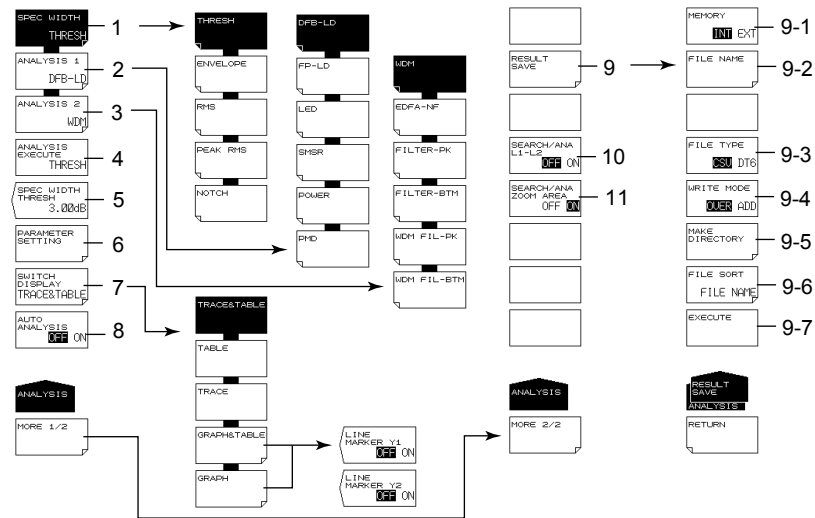 SPEC WIDTH
THRESH
1
ANALYSIS 1
DFB-LD
2
ANALYSIS 2
WDM
3
ANALYSIS
EXECUTE
THRESH
4
SPEC WIDTH
THRESH
3.00dB
5
PARAMETER
SETTING
6
SWITCH
DISPLAY
TRACE&TABLE
7
AUTO
ANALYSIS
OFF ON
8
ANALYSIS
MORE 1/2
THRESH
ENVELOPE
RMS
PEAK RMS
NOTCH
TRACE&TABLE
TABLE
TRACE
GRAPH&TABLE
GRAPH
DFB-LD
FP-LD
LED
SMSR
POWER
PMD
LINE
MARKER Y1
OFF ON
LINE
MARKER Y2
OFF ON
WDM
EDFA-NF
FILTER-PK
FILTER-BTM
WDM FIL-PK
WDM FIL-BTM
RESULT
SAVE
9
SEARCH/ANA
L1-L2
OFF ON
10
SEARCH/ANA
ZOOM AREA
OFF ON
11
ANALYSIS
MORE 2/2
MEMORY
INT EXT
9-1
FILE NAME
9-2
FILE TYPE
CSV DT6
9-3
WRITE MODE
OVER ADD
9-4
MAKE
DIRECTORY
9-5
FILE SORT
FILE NAME
9-6
EXECUTE
9-7
RESULT
SAVE
ANALYSIS
RETURN